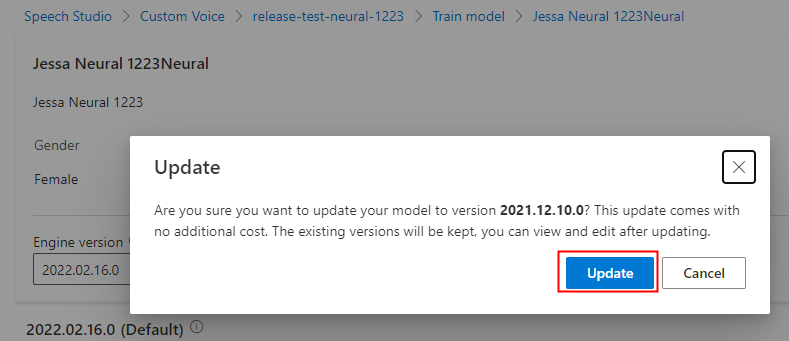 Speech Studio > Custom Voice > release-test-neural-1223 > Train model > Jessa Neural 1223Neural
Jessa Neural 1223Neural
Jessa Neural 1223
Gender
Female
Engine version
2022.02.16.0
2022.02.16.0 (Default)
Update
Are you sure you want to update your model to version 2021.12.10.0? This update comes with
no additional cost. The existing versions will be kept, you can view and edit after updating.
Update Cancel